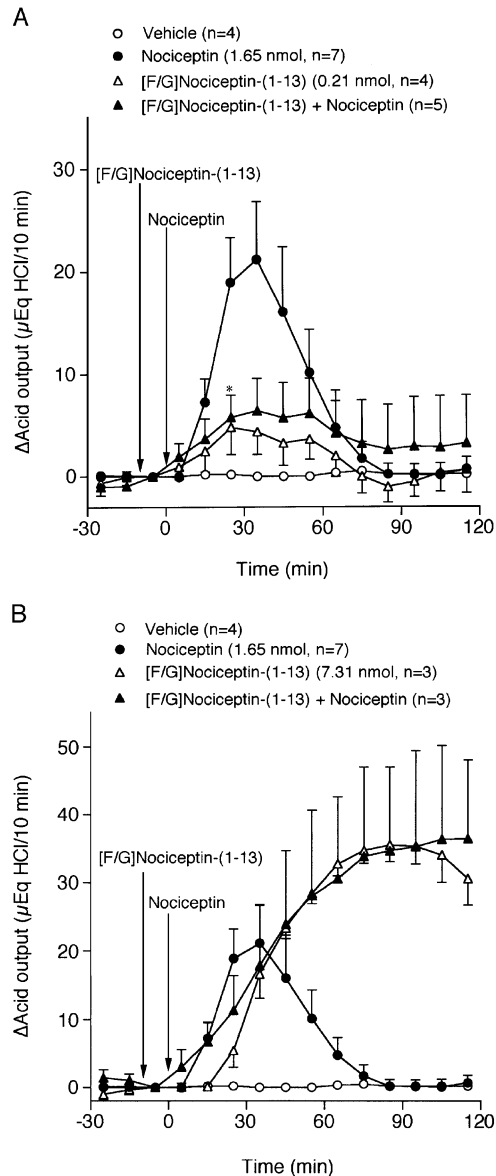 A
Vehicle (n=4)
Nociceptin (1.65 nmol, n=7)
[F/G]Nociceptin-(1-13) (0.21 nmol, n=4)
[F/G]Nociceptin-(1-13) + Nociceptin (n=5)
ΔAcid output (µEq HCl/10 min)
30
20
10
0
[F/G]Nociceptin-(1-13)
Nociceptin
*
-30 0 30 60 90 120
Time (min)
B
Vehicle (n=4)
Nociceptin (1.65 nmol, n=7)
[F/G]Nociceptin-(1-13) (7.31 nmol, n=3)
[F/G]Nociceptin-(1-13) + Nociceptin (n=3)
ΔAcid output (µEq HCl/10 min)
50
40
30
20
10
0
[F/G]Nociceptin-(1-13)
Nociceptin
-30 0 30 60 90 120
Time (min)